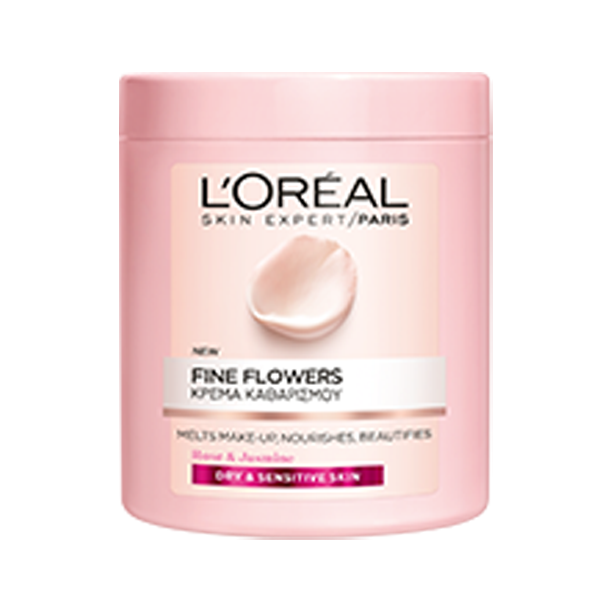 L'ORÉAL
SKIN EXPERT/PARIS
NEW
FINE FLOWERS
ΚΡΕΜΑ ΚΑΘΑΡΙΣΜΟΥ
MELTS MAKE-UP, NOURISHES, BEAUTIFIES
Rose & Jasmine
DRY & SENSITIVE SKIN